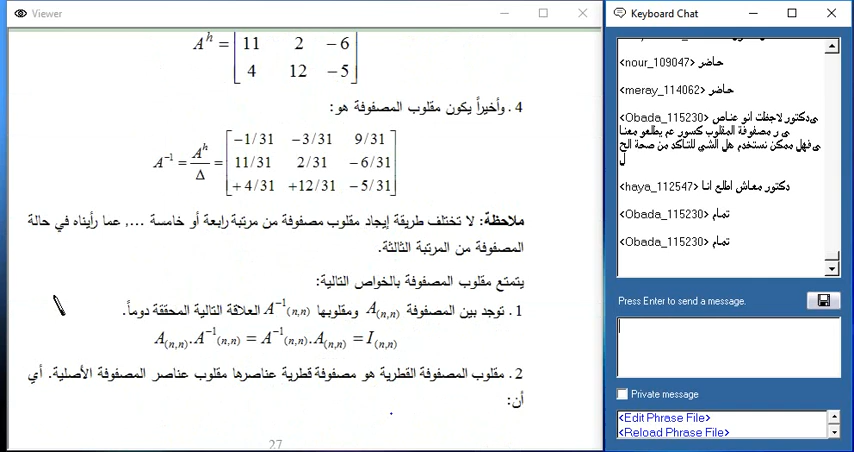 Viewer
A^h = [ 11 2 −6
4 12 −5 ]
4. وأخيراً يكون مقلوب المصفوفة هو:
A^−1 = A^h / Δ = [ −1/31 −3/31 9/31
11/31 2/31 −6/31
+4/31 +12/31 −5/31 ]
ملاحظة: لا تختلف طريقة إيجاد مقلوب مصفوفة من مرتبة رابعة أو خامسة ...، عما رأيناه في حالة
المصفوفة من المرتبة الثالثة.
يتمتع مقلوب المصفوفة بالخواص التالية:
1. توجد بين المصفوفة A(n,n) ومقلوبها A^−1(n,n) العلاقة التالية المحققة دوماً.
A(n,n).A^−1(n,n) = A^−1(n,n).A(n,n) = I(n,n)
2. مقلوب المصفوفة القطرية هو مصفوفة قطرية عناصرها مقلوب عناصر المصفوفة الأصلية. أي
أن:
27
Keyboard Chat
<nour_109047> حاضر
<meray_114062> حاضر
<Obada_115230> دكتور لاحظت انو عناص
ر مصفوفة المقلوب كسور عم يطلعو معنا
فهل ممكن نستخدم هل الشي للتاكد من صحة الح
ل
<haya_112547> دكتور معاش اطلع انا
<Obada_115230> تمام
<Obada_115230> تمام
Press Enter to send a message.
Private message
<Edit Phrase File>
<Reload Phrase File>